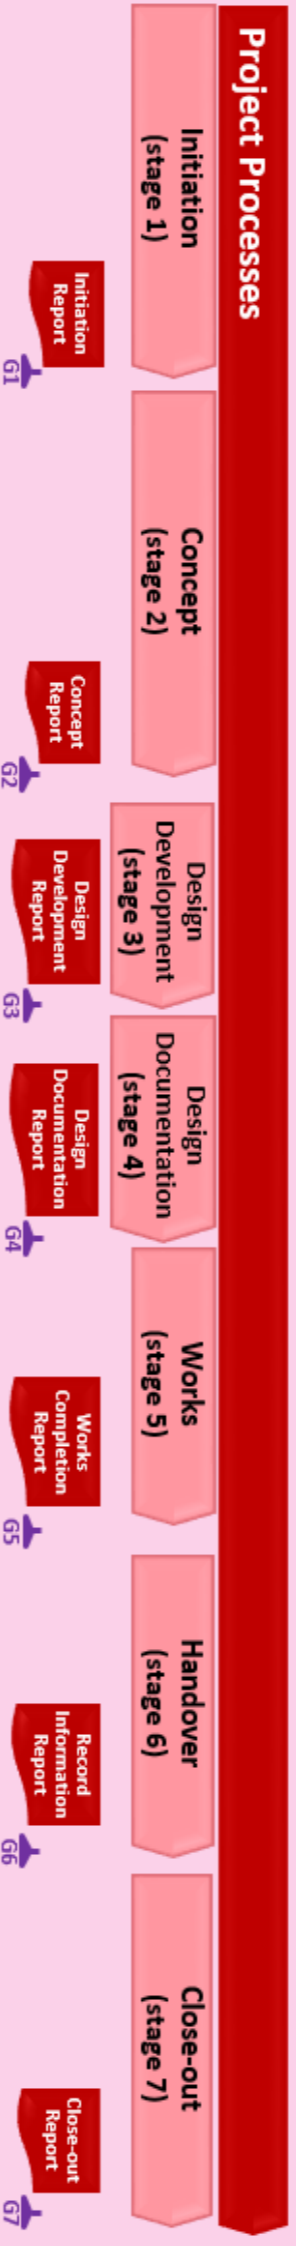 Project Processes
Initiation
(stage 1)
Concept
(stage 2)
Design
Development
(stage 3)
Design
Documentation
(stage 4)
Works
(stage 5)
Handover
(stage 6)
Close-out
(stage 7)
Initiation
Report
G1
Concept
Report
G2
Design
Development
Report
G3
Design
Documentation
Report
G4
Works
Completion
Report
G5
Record
Information
Report
G6
Close-out
Report
G7